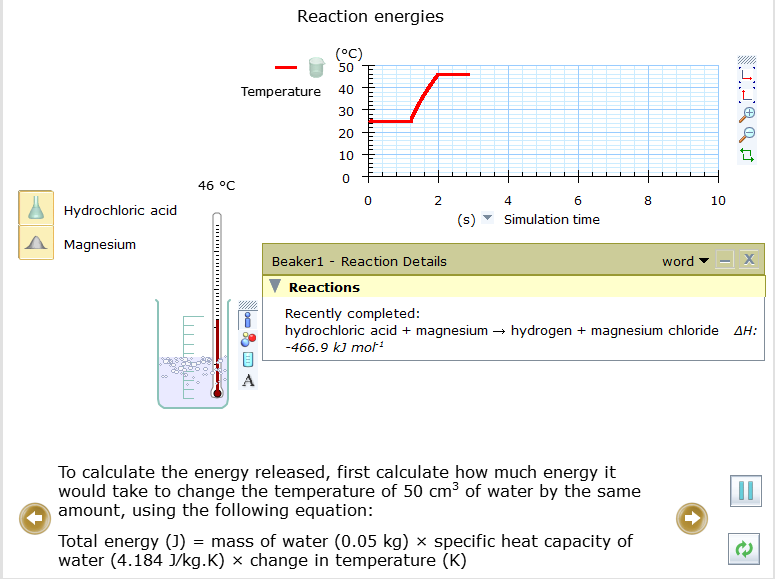 Reaction energies
(°C)
50
40
30
20
10
0
Temperature
0 2 4 6 8 10
(s) Simulation time
46 °C
Hydrochloric acid
Magnesium
Beaker1 - Reaction Details word
Reactions
Recently completed:
hydrochloric acid + magnesium → hydrogen + magnesium chloride ΔH:
-466.9 kJ mol⁻¹
i
A
To calculate the energy released, first calculate how much energy it
would take to change the temperature of 50 cm³ of water by the same
amount, using the following equation:
Total energy (J) = mass of water (0.05 kg) × specific heat capacity of
water (4.184 J/kg.K) × change in temperature (K)